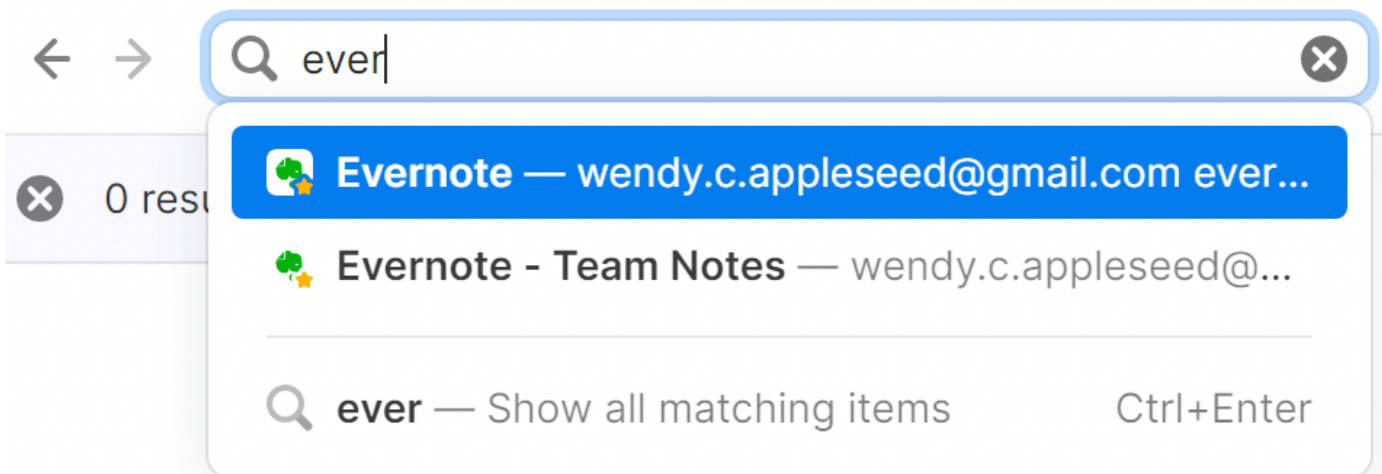 ever
0 resu
Evernote — wendy.c.appleseed@gmail.com ever...
Evernote - Team Notes — wendy.c.appleseed@...
ever — Show all matching items Ctrl+Enter